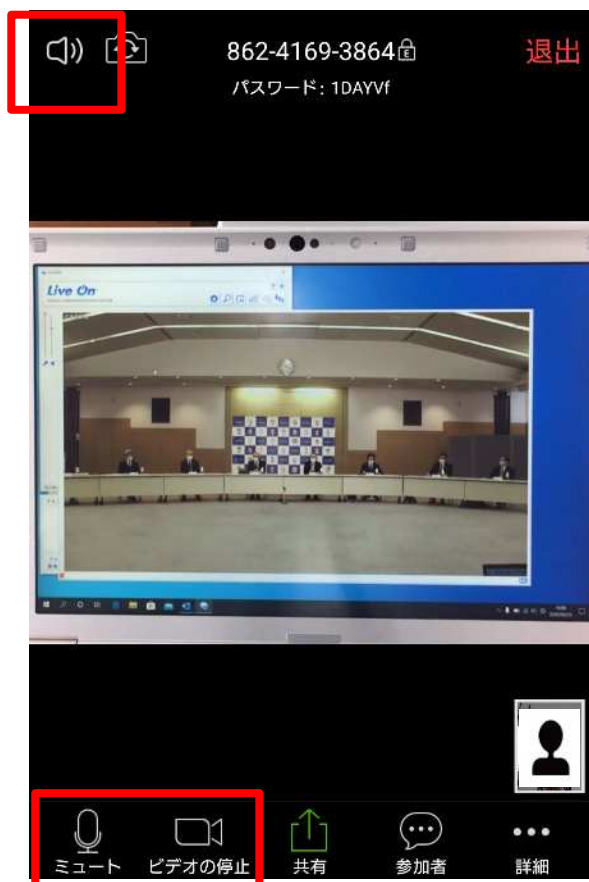 862-4169-3864
退出
パスワード: 1DAYVf
Live On
ミュート
ビデオの停止
共有
参加者
詳細